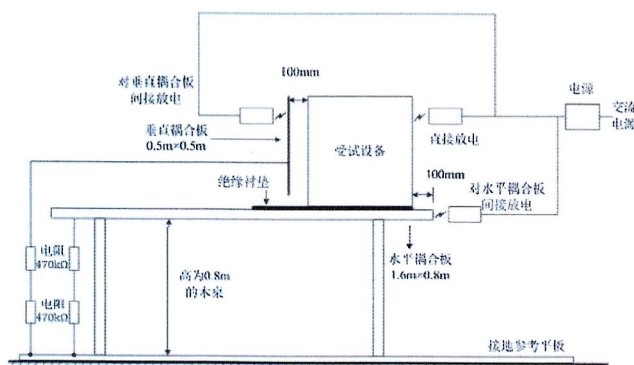 100mm
对垂直耦合板
间接放电
电源
交流
电源
垂直耦合板
0.5m×0.5m
受试设备
直接放电
绝缘衬垫
100mm
对水平耦合板
间接放电
电阻
470kΩ
高为0.8m
的木桌
水平耦合板
1.6m×0.8m
电阻
470kΩ
接地参考平板